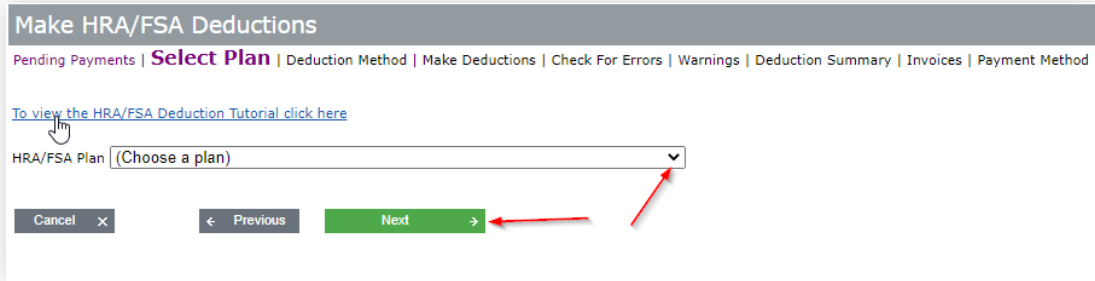 Make HRA/FSA Deductions
Pending Payments | Select Plan | Deduction Method | Make Deductions | Check For Errors | Warnings | Deduction Summary | Invoices | Payment Method
To view the HRA/FSA Deduction Tutorial click here
HRA/FSA Plan (Choose a plan)
Cancel × ← Previous Next →